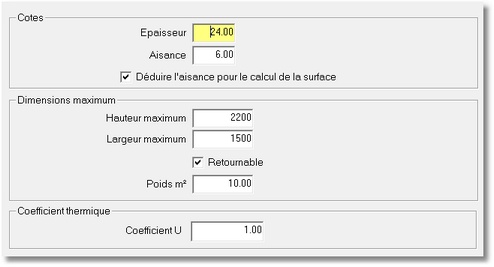 Cotes
Epaisseur 24.00
Aisance 6.00
Déduire l'aisance pour le calcul de la surface
Dimensions maximum
Hauteur maximum 2200
Largeur maximum 1500
Retournable
Poids m² 10.00
Coefficient thermique
Coefficient U 1.00